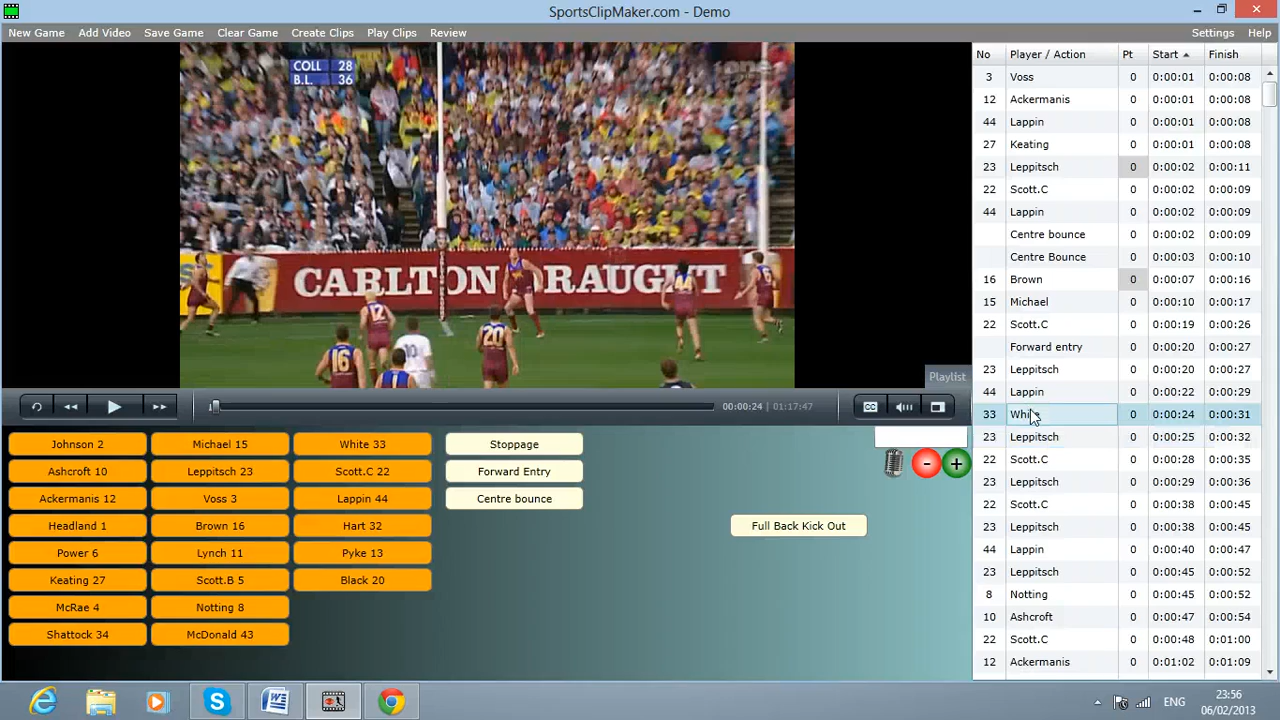 SportsClipMaker.com - Demo
New Game Add Video Save Game Clear Game Create Clips Play Clips Review Settings Help
COLL 28
B.L. 36
CARLTON DRAUGHT
12
44
16
1
10
20
Playlist
00:00:24 | 01:17:47
No Player / Action Pt Start Finish
3 Voss 0 0:00:01 0:00:08
12 Ackermanis 0 0:00:01 0:00:08
44 Lappin 0 0:00:01 0:00:08
27 Keating 0 0:00:01 0:00:08
23 Leppitsch 0 0:00:02 0:00:11
22 Scott.C 0 0:00:02 0:00:09
44 Lappin 0 0:00:02 0:00:09
Centre bounce 0 0:00:02 0:00:09
Centre Bounce 0 0:00:03 0:00:10
16 Brown 0 0:00:07 0:00:16
15 Michael 0 0:00:10 0:00:17
22 Scott.C 0 0:00:19 0:00:26
Forward entry 0 0:00:20 0:00:27
23 Leppitsch 0 0:00:20 0:00:27
44 Lappin 0 0:00:22 0:00:29
33 White 0 0:00:24 0:00:31
23 Leppitsch 0 0:00:25 0:00:32
22 Scott.C 0 0:00:28 0:00:35
23 Leppitsch 0 0:00:29 0:00:36
22 Scott.C 0 0:00:38 0:00:45
23 Leppitsch 0 0:00:38 0:00:45
44 Lappin 0 0:00:40 0:00:47
23 Leppitsch 0 0:00:45 0:00:52
8 Notting 0 0:00:45 0:00:52
10 Ashcroft 0 0:00:47 0:00:54
22 Scott.C 0 0:00:48 0:01:00
12 Ackermanis 0 0:01:02 0:01:09
Johnson 2 Michael 15 White 33 Stoppage
Ashcroft 10 Leppitsch 23 Scott.C 22 Forward Entry
Ackermanis 12 Voss 3 Lappin 44 Centre bounce
Headland 1 Brown 16 Hart 32 Full Back Kick Out
Power 6 Lynch 11 Pyke 13
Keating 27 Scott.B 5 Black 20
McRae 4 Notting 8
Shattock 34 McDonald 43
CC
- +
ENG
23:56
06/02/2013